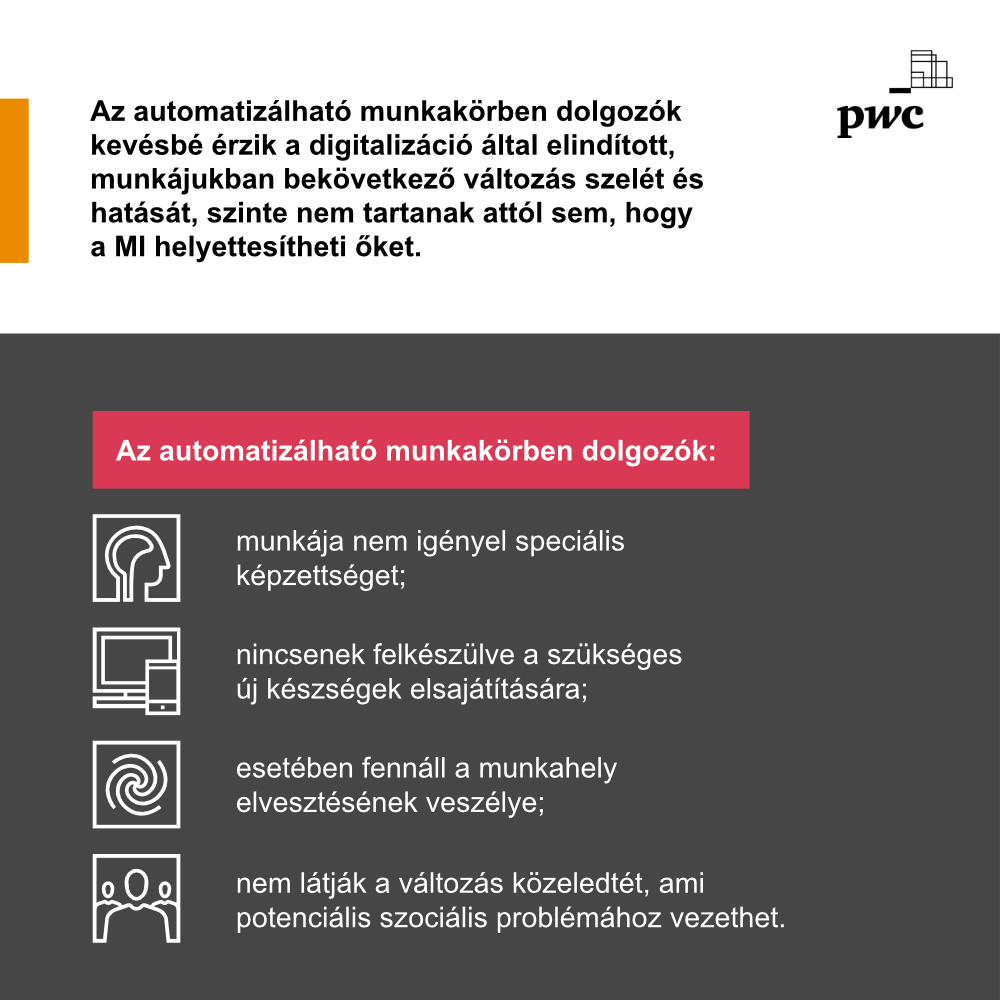 Az automatizálható munkakörben dolgozók
kevésbé érzik a digitalizáció által elindított,
munkájukban bekövetkező változás szelét és
hatását, szinte nem tartanak attól sem, hogy
a MI helyettesítheti őket.
pwc
Az automatizálható munkakörben dolgozók:
munkája nem igényel speciális
képzettséget;
nincsenek felkészülve a szükséges
új készségek elsajátítására;
esetében fennáll a munkahely
elvesztésének veszélye;
nem látják a változás közeledtét, ami
potenciális szociális problémához vezethet.